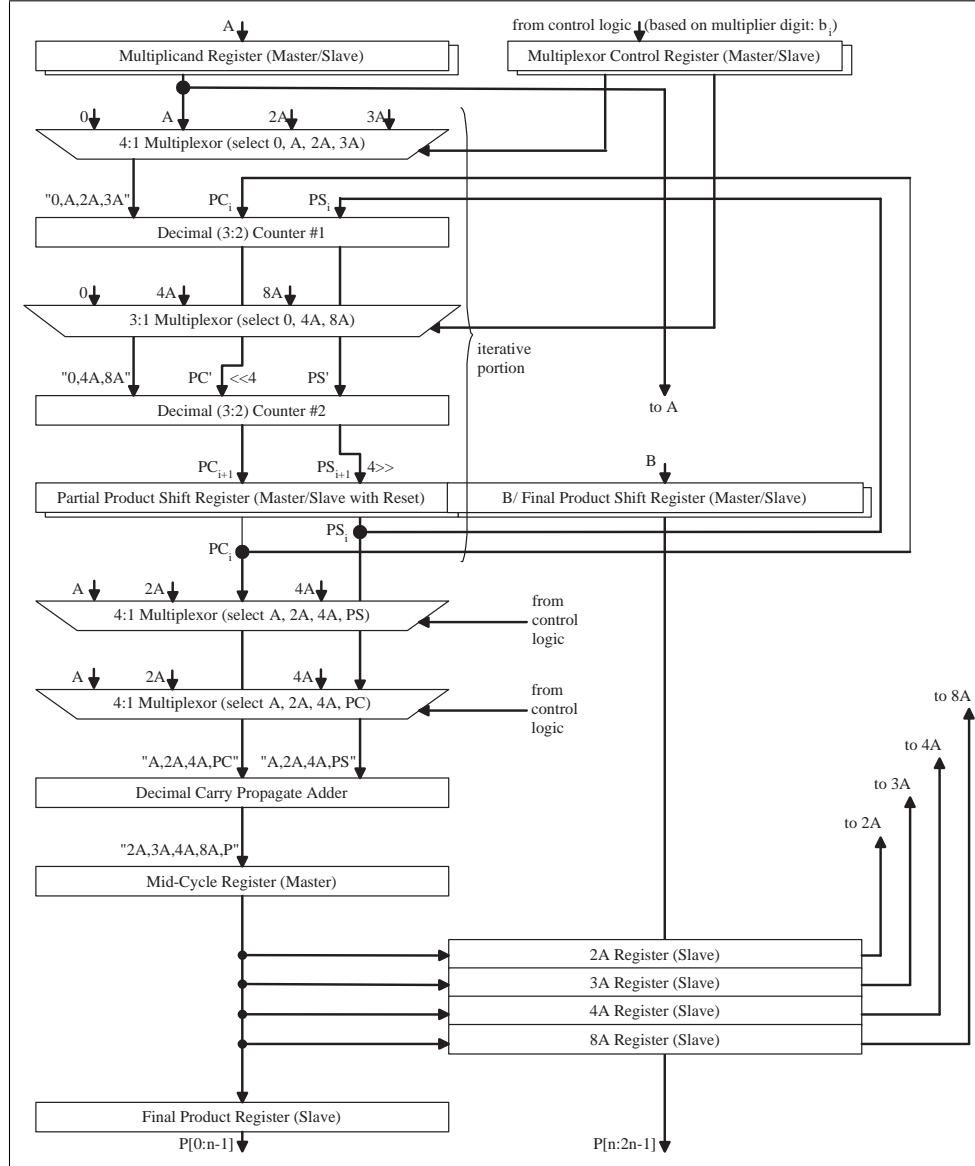 A
from control logic (based on multiplier digit: b_i)
Multiplicand Register (Master/Slave)
Multiplexor Control Register (Master/Slave)
0 A 2A 3A
4:1 Multiplexor (select 0, A, 2A, 3A)
"0,A,2A,3A" PC_i PS_i
Decimal (3:2) Counter #1
0 4A 8A
3:1 Multiplexor (select 0, 4A, 8A)
iterative
portion
"0,4A,8A" PC' <<4 PS'
to A
Decimal (3:2) Counter #2
PC_{i+1} PS_{i+1} 4>>
B
Partial Product Shift Register (Master/Slave with Reset)
B/ Final Product Shift Register (Master/Slave)
PS_i
PC_i
A 2A 4A
4:1 Multiplexor (select A, 2A, 4A, PS)
from
control
logic
A 2A 4A
4:1 Multiplexor (select A, 2A, 4A, PC)
from
control
logic
to 8A
to 4A
to 3A
to 2A
"A,2A,4A,PC" "A,2A,4A,PS"
Decimal Carry Propagate Adder
"2A,3A,4A,8A,P"
Mid-Cycle Register (Master)
2A Register (Slave)
3A Register (Slave)
4A Register (Slave)
8A Register (Slave)
Final Product Register (Slave)
P[0:n-1]
P[n:2n-1]